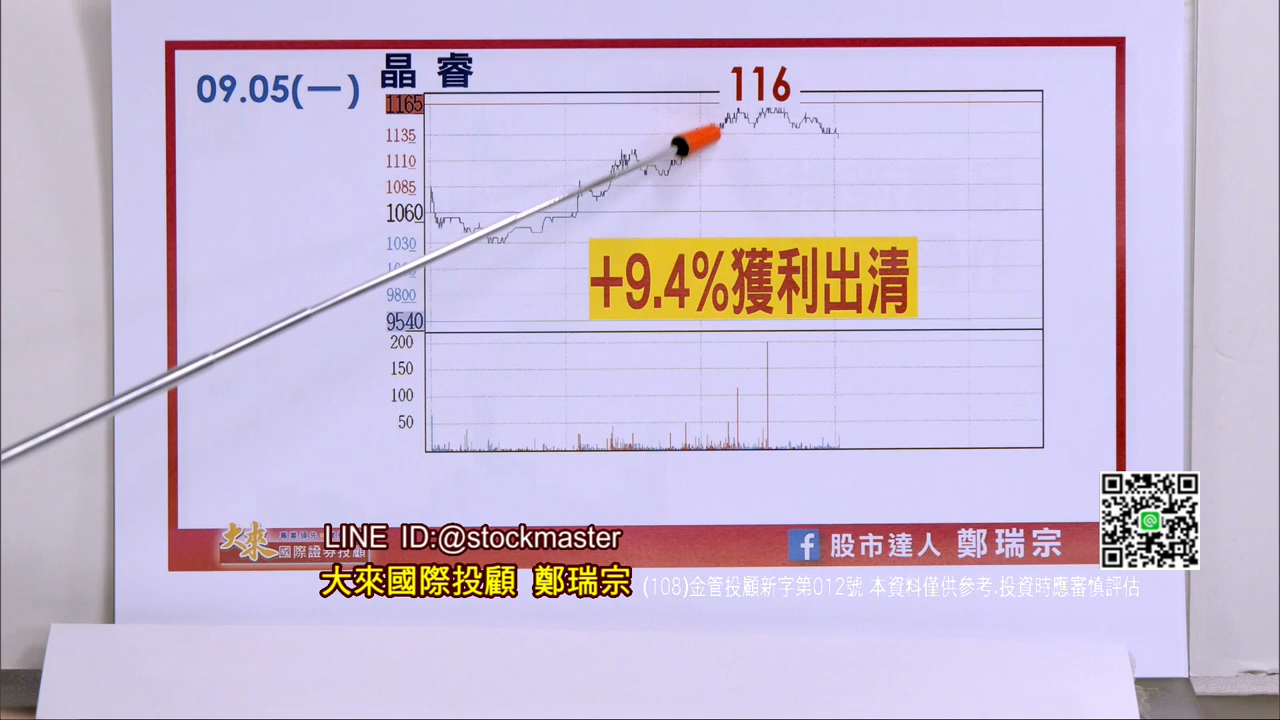 09.05(一)
晶睿
116
1165
1135
1110
1085
1060
1030
9800
9540
+9.4%獲利出清
200
150
100
50
大來
國際證券投顧
LINE ID:@stockmaster
股市達人 鄭瑞宗
大來國際投顧 鄭瑞宗
(108)金管投顧新字第012號 本資料僅供參考.投資時應審慎評估